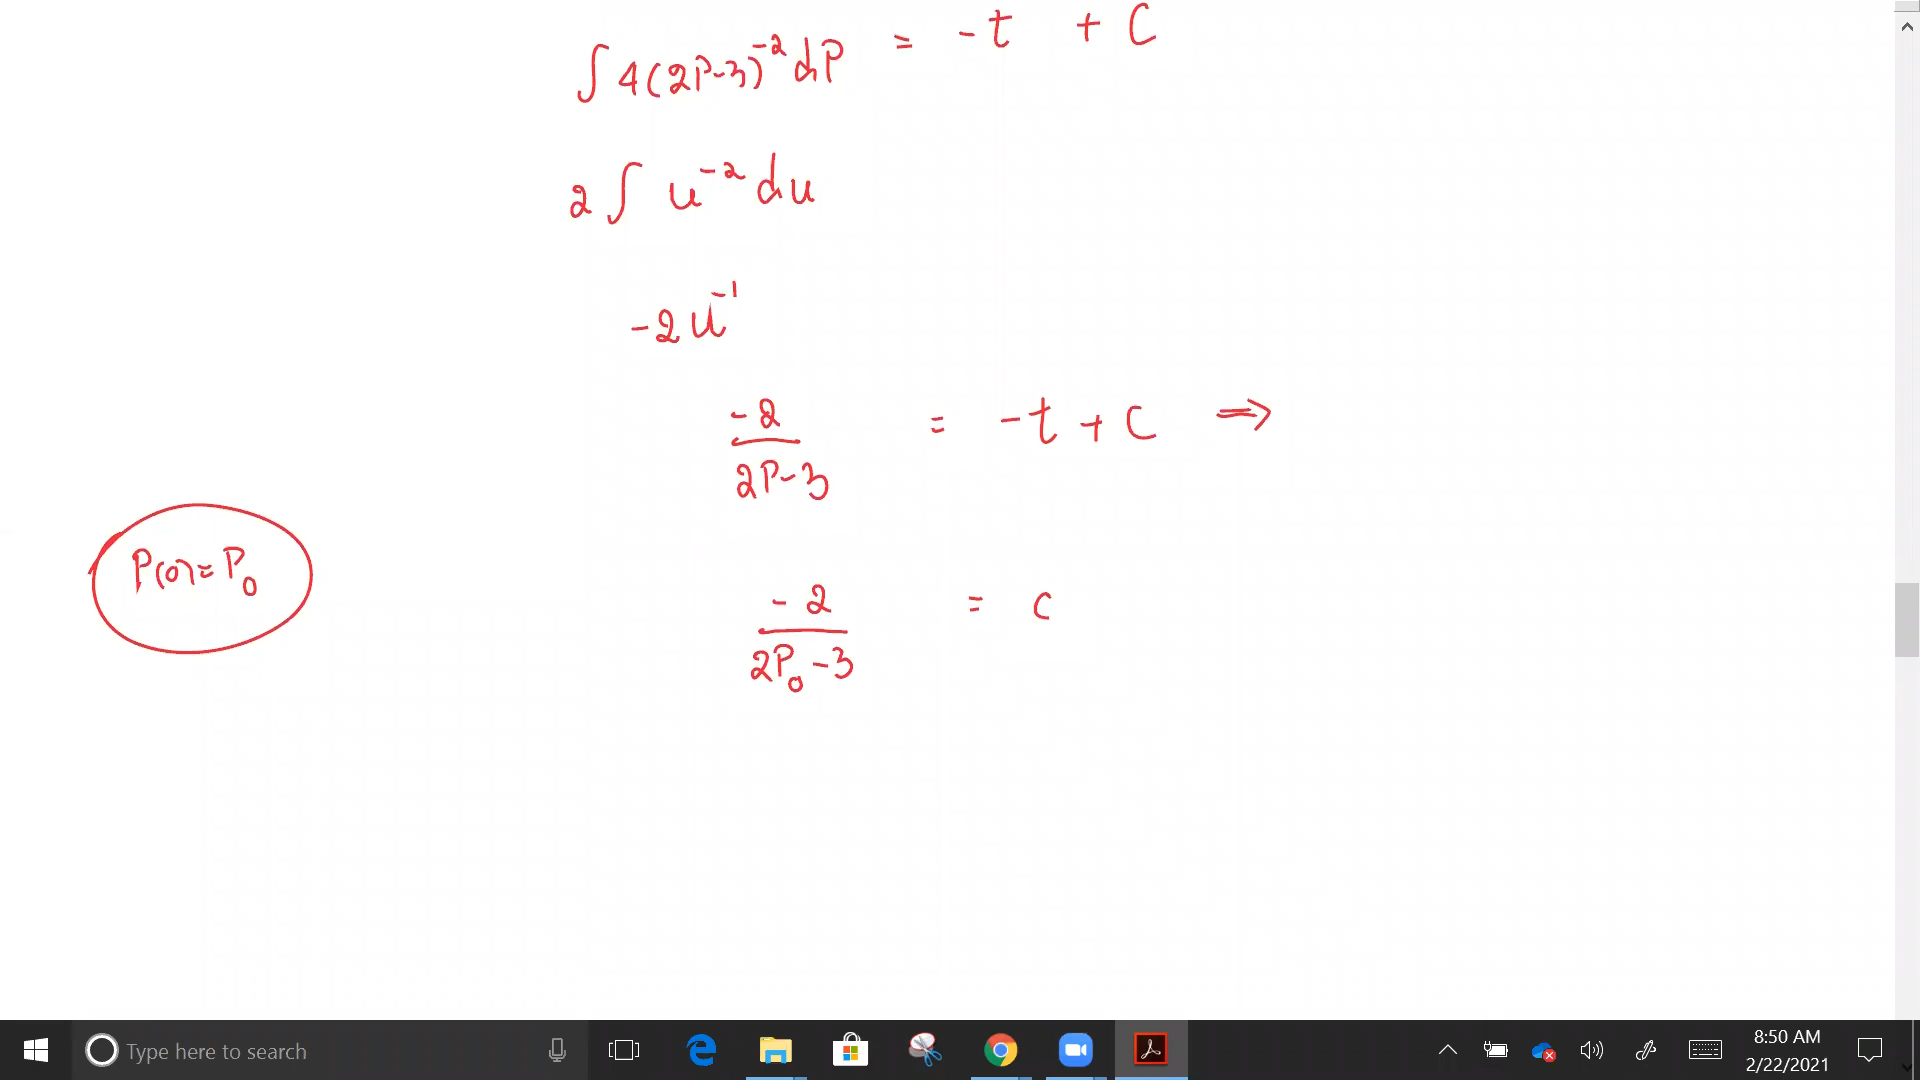 ∫ 4(2P-3)⁻² dP = -t + C
2 ∫ u⁻² du
-2u⁻¹
-2/(2P-3) = -t + C ⇒
P(0) = P₀
-2/(2P₀-3) = C
Type here to search
8:50 AM
2/22/2021